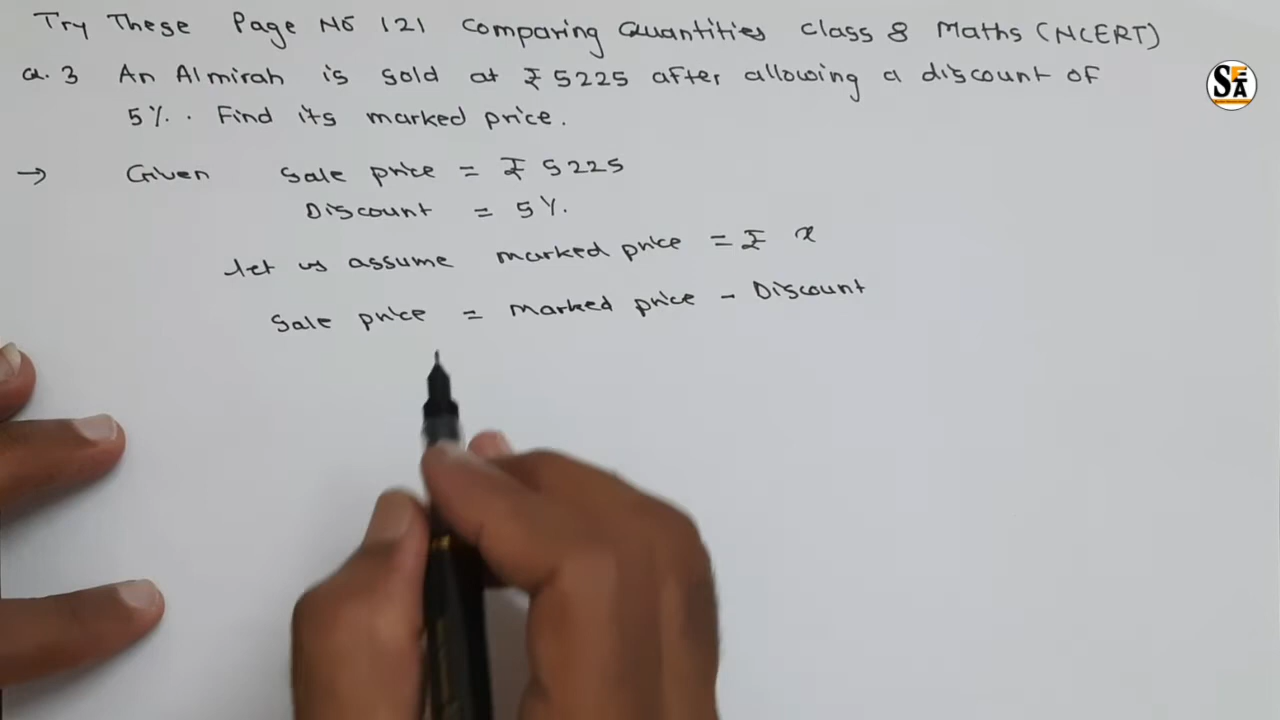 Try These Page No 121 Comparing Quantities Class 8 Maths (NCERT)
Q. 3 An Almirah is sold at ₹ 5225 after allowing a discount of
5%. Find its marked price.
→ Given Sale price = ₹ 5225
Discount = 5%.
let us assume marked price = ₹ x
Sale price = Marked price - Discount